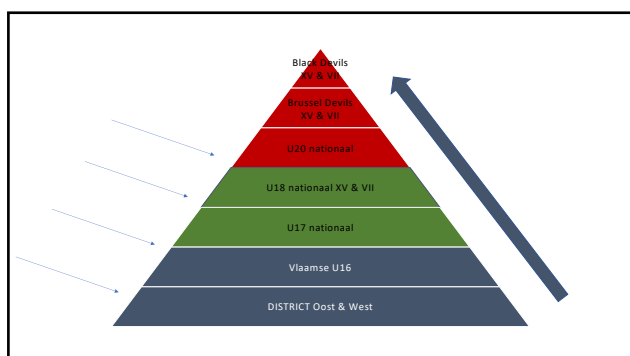 Black Devils
XV & VII
Brussel Devils
XV & VII
U20 nationaal
U18 nationaal XV & VII
U17 nationaal
Vlaamse U16
DISTRICT Oost & West